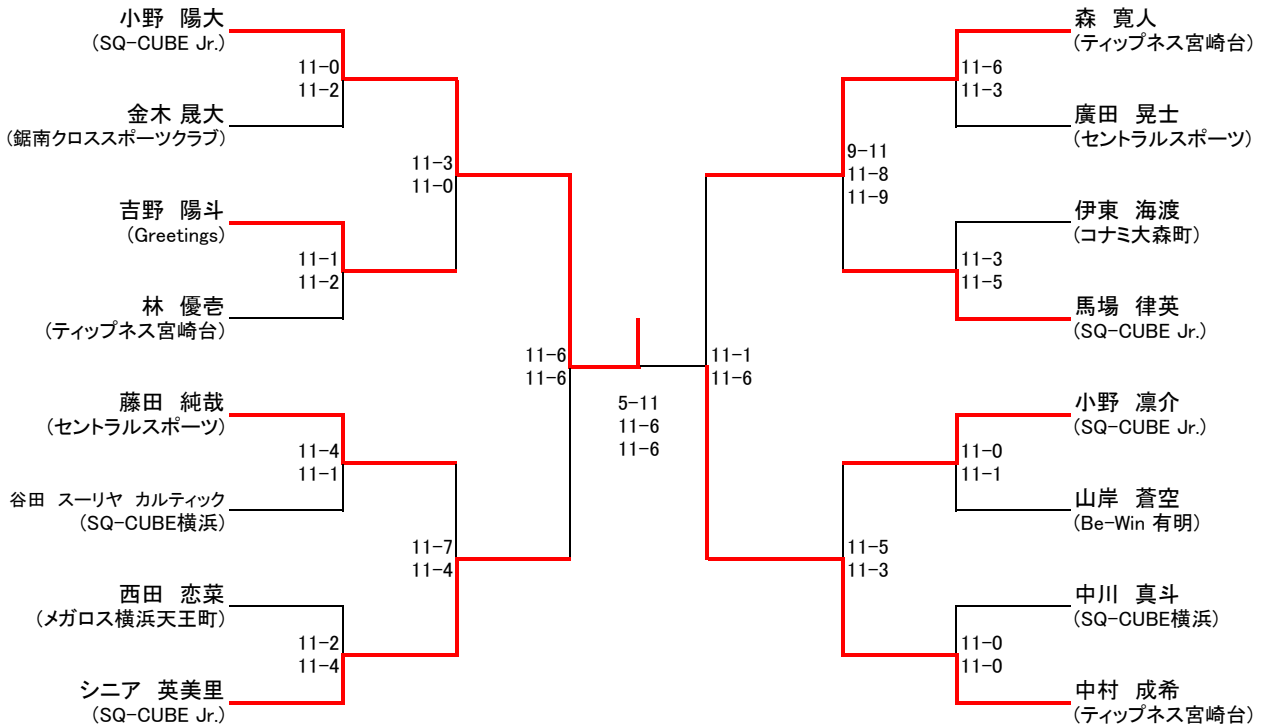 小野 陽大
(SQ-CUBE Jr.)
11-0
11-2
金木 晟大
(鋸南クロススポーツクラブ)
11-3
11-0
吉野 陽斗
(Greetings)
11-1
11-2
林 優壱
(ティップネス宮崎台)
11-6
11-6
藤田 純哉
(セントラルスポーツ)
11-4
11-1
谷田 スーリヤ カルティック
(SQ-CUBE横浜)
11-7
11-4
西田 恋菜
(メガロス横浜天王町)
11-2
11-4
シニア 英美里
(SQ-CUBE Jr.)
5-11
11-6
11-6
森 寛人
(ティップネス宮崎台)
11-6
11-3
廣田 晃士
(セントラルスポーツ)
9-11
11-8
11-9
伊東 海渡
(コナミ大森町)
11-3
11-5
馬場 律英
(SQ-CUBE Jr.)
11-1
11-6
小野 凛介
(SQ-CUBE Jr.)
11-0
11-1
山岸 蒼空
(Be-Win 有明)
11-5
11-3
中川 真斗
(SQ-CUBE横浜)
11-0
11-0
中村 成希
(ティップネス宮崎台)